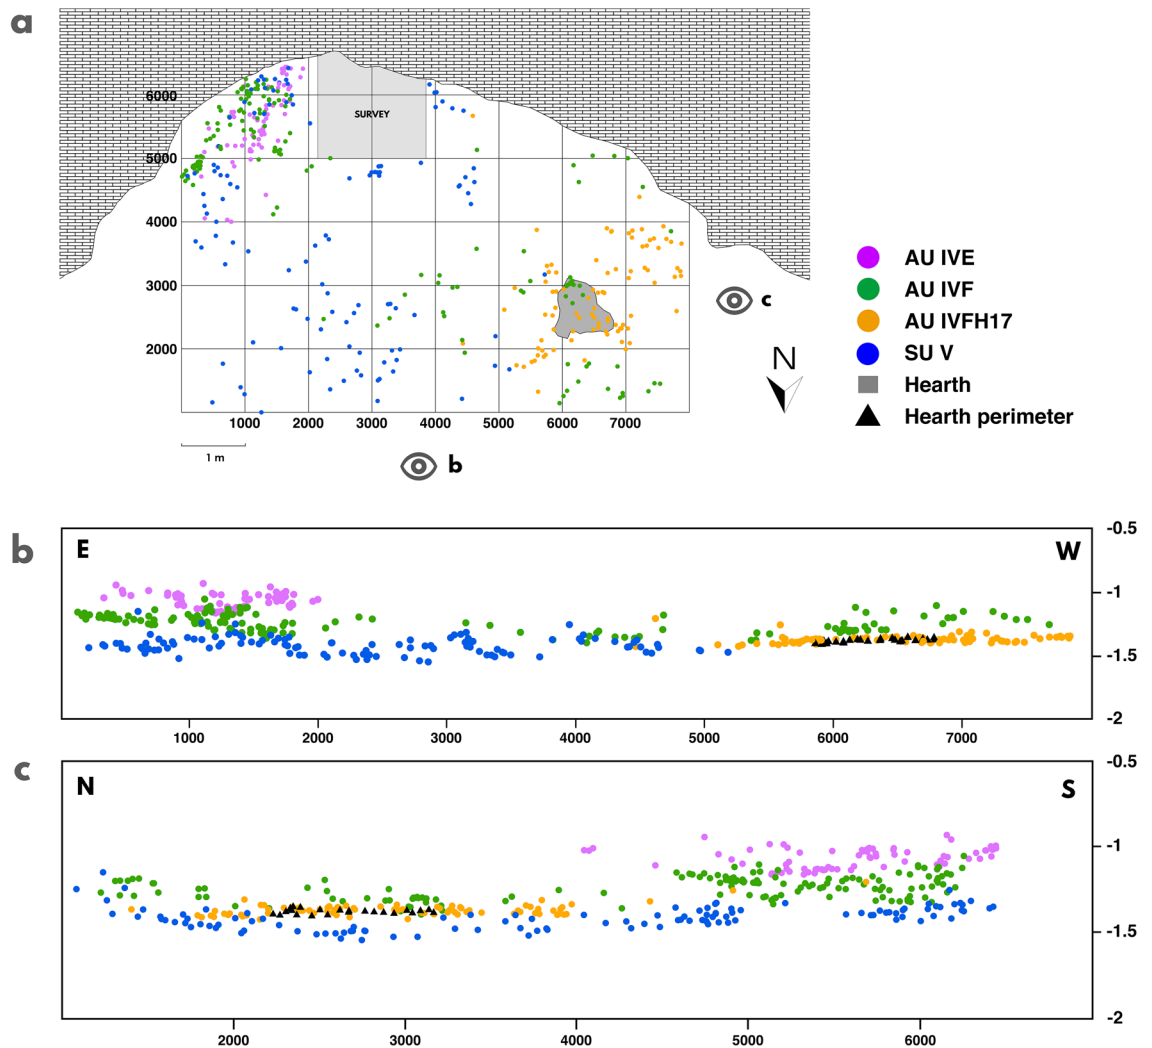 a
6000
SURVEY
5000
4000
3000
2000
1000 2000 3000 4000 5000 6000 7000
1 m
b
c
N
AU IVE
AU IVF
AU IVFH17
SU V
Hearth
Hearth perimeter
b
E
W
-0.5
-1
-1.5
-2
1000 2000 3000 4000 5000 6000 7000
c
N
S
-0.5
-1
-1.5
-2
2000 3000 4000 5000 6000